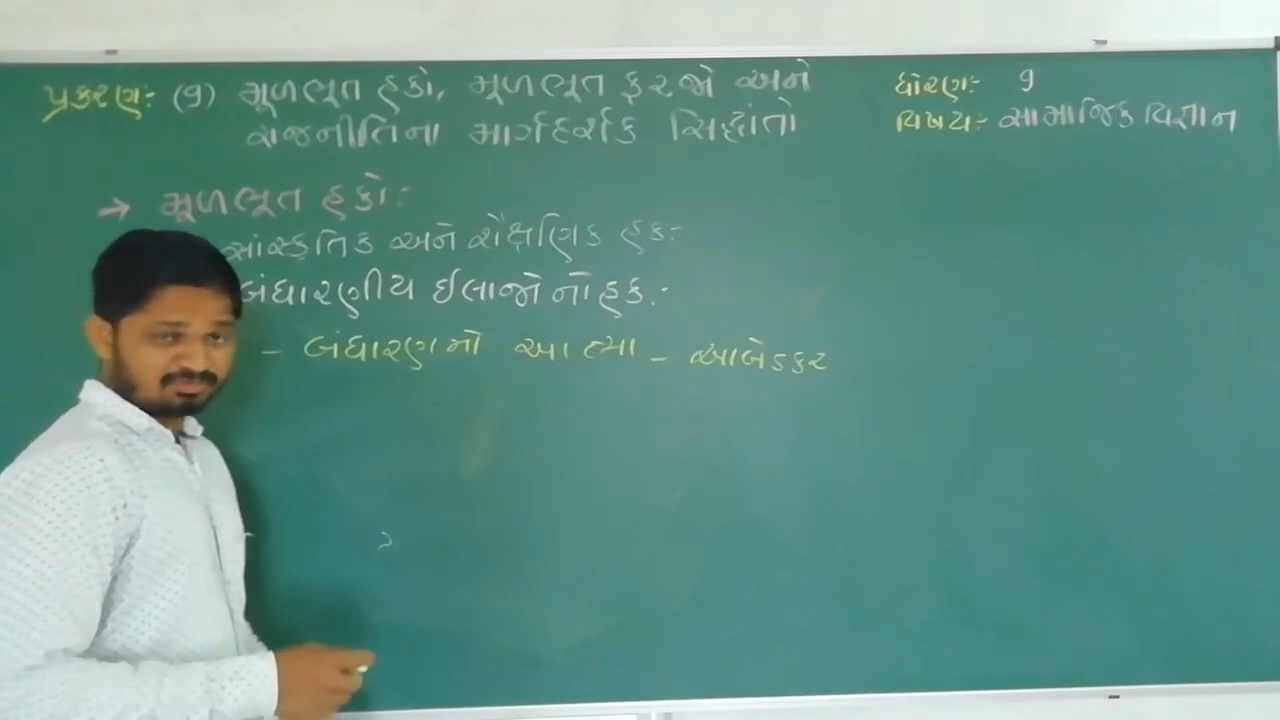 પ્રકરણ:- (9) મૂળભૂત હકો, મૂળભૂત ફરજો અને
રાજનીતિના માર્ગદર્શક સિદ્ધાંતો
ધોરણ:- 9
વિષય:- સામાજિક વિજ્ઞાન
→ મૂળભૂત હકો:-
સાંસ્કૃતિક અને શૈક્ષણિક હક:-
બંધારણીય ઈલાજોનો હક:-
- બંધારણનો આત્મા - આંબેડકર